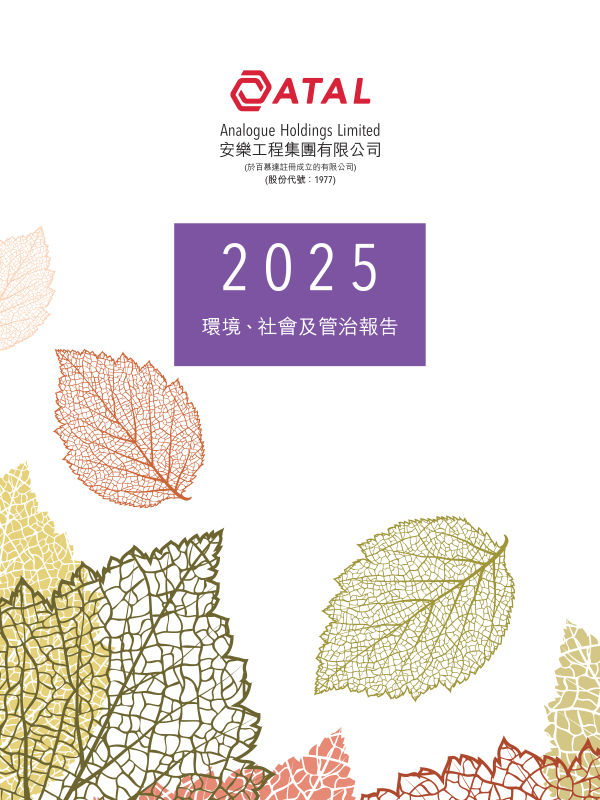 ATAL
Analogue Holdings Limited
安樂工程集團有限公司
(於百慕達註冊成立的有限公司)
(股份代號：1977)
2025
環境、社會及管治報告